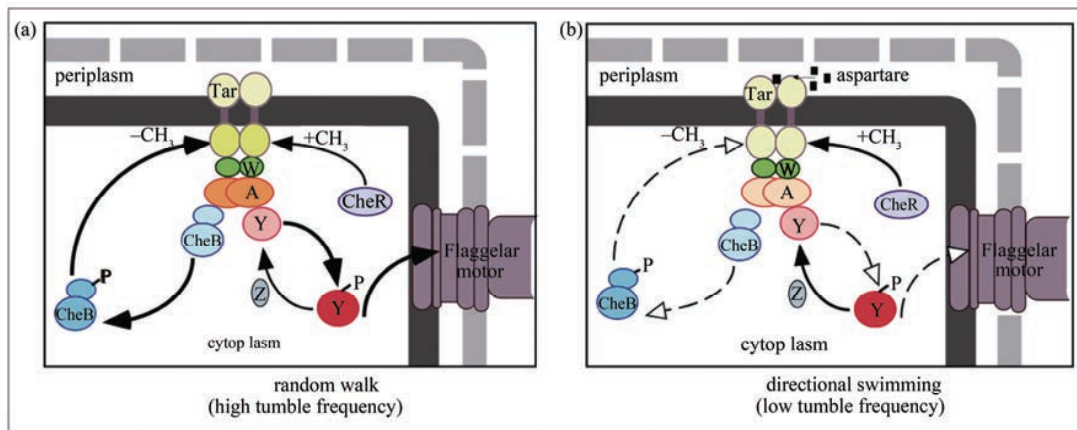 (a)
periplasm
Tar
–CH3
+CH3
W
A
CheR
Y
CheB
P
CheB
Z
P
Y
Flaggelar
motor
cytop lasm
random walk
(high tumble frequency)
(b)
periplasm
Tar
aspartare
–CH3
–CH3
W
A
CheR
Y
CheB
P
CheB
Z
P
Y
Flaggelar
motor
cytop lasm
directional swimming
(low tumble frequency)